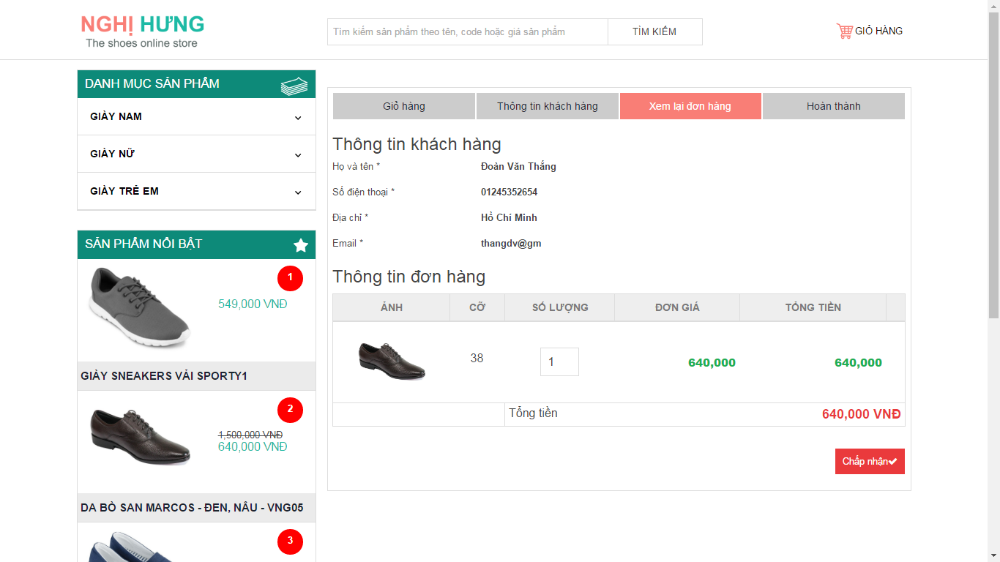 NGHỊ HƯNG
The shoes online store
Tìm kiếm sản phẩm theo tên, code hoặc giá sản phẩm
TÌM KIẾM
GIỎ HÀNG
DANH MỤC SẢN PHẨM
GIÀY NAM
GIÀY NỮ
GIÀY TRẺ EM
SẢN PHẨM NỔI BẬT
1
549,000 VNĐ
GIÀY SNEAKERS VẢI SPORTY1
2
1,500,000 VNĐ
640,000 VNĐ
DA BÒ SAN MARCOS - ĐEN, NÂU - VNG05
3
Giỏ hàng Thông tin khách hàng Xem lại đơn hàng Hoàn thành
Thông tin khách hàng
Họ và tên * Đoàn Văn Thắng
Số điện thoại * 01245352654
Địa chỉ * Hồ Chí Minh
Email * thangdv@gm
Thông tin đơn hàng
ẢNH CỠ SỐ LƯỢNG ĐƠN GIÁ TỔNG TIỀN
38 1 640,000 640,000
Tổng tiền 640,000 VNĐ
Chấp nhận